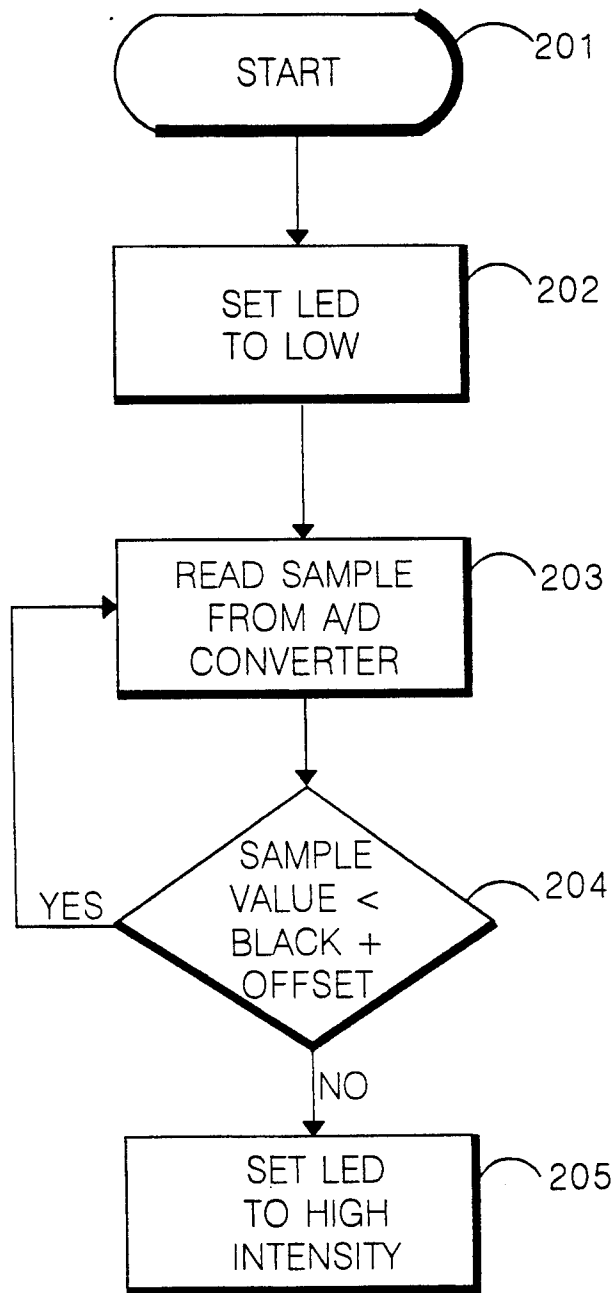 START
201
SET LED
TO LOW
202
READ SAMPLE
FROM A/D
CONVERTER
203
SAMPLE
VALUE <
BLACK +
OFFSET
204
YES
NO
SET LED
TO HIGH
INTENSITY
205